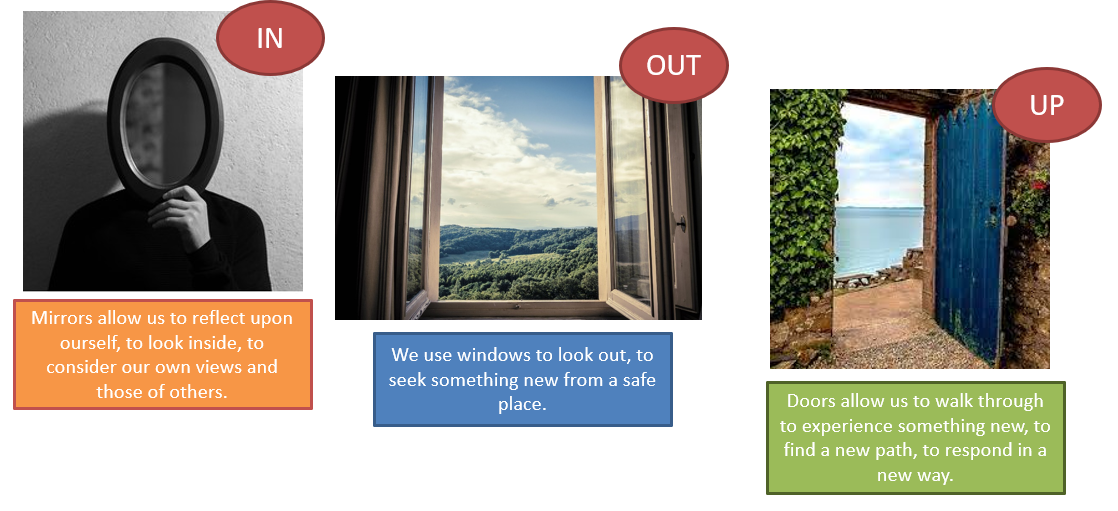 IN
Mirrors allow us to reflect upon
ourself, to look inside, to
consider our own views and
those of others.
OUT
We use windows to look out, to
seek something new from a safe
place.
UP
Doors allow us to walk through
to experience something new, to
find a new path, to respond in a
new way.